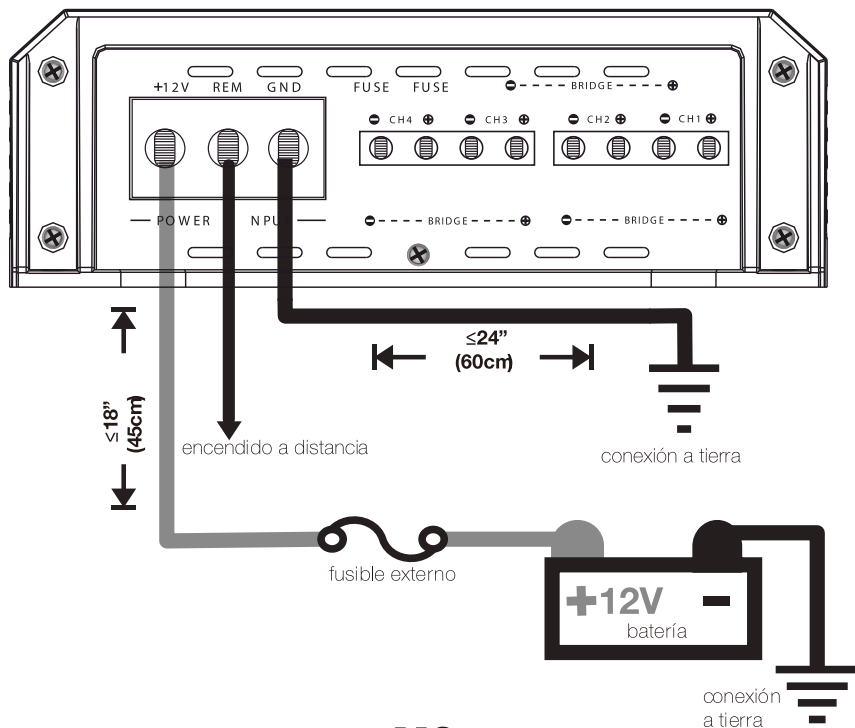 +12V REM GND FUSE FUSE BRIDGE
CH4 CH3 CH2 CH1
POWER NPU
BRIDGE BRIDGE
≤24"
(60cm)
≤18"
(45cm)
encendido a distancia
conexión a tierra
fusible externo
+12V -
batería
conexión
a tierra